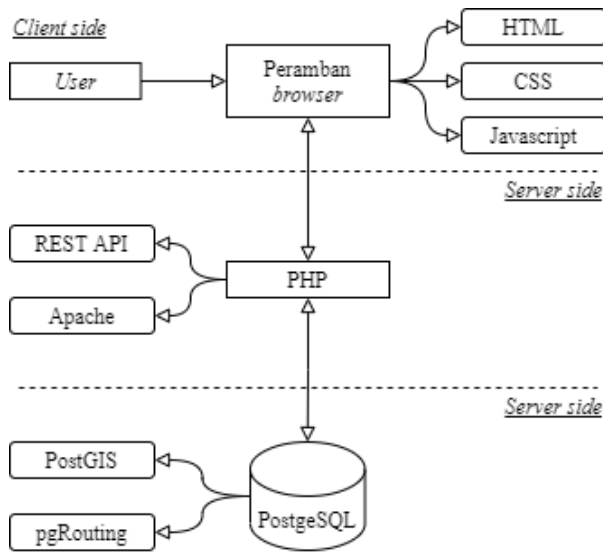 Client side
User
Peramban
browser
HTML
CSS
Javascript
Server side
REST API
Apache
PHP
Server side
PostGIS
pgRouting
PostgeSQL